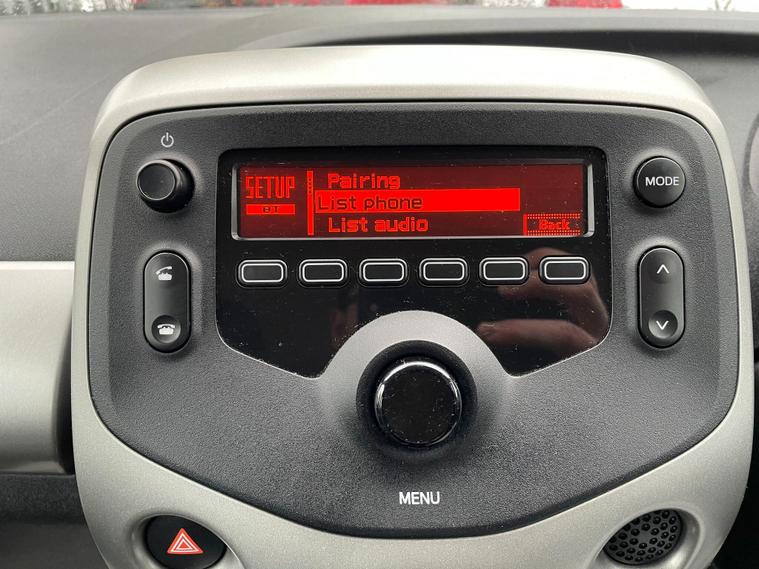 SETUP
BT
Pairing
List phone
List audio
Back
MODE
MENU